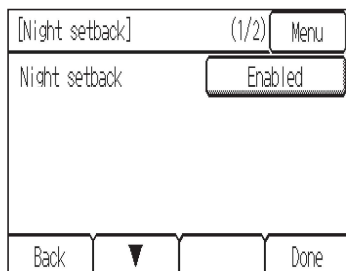 [Night setback] (1/2) Menu
Night setback Enabled
Back ▼ Done